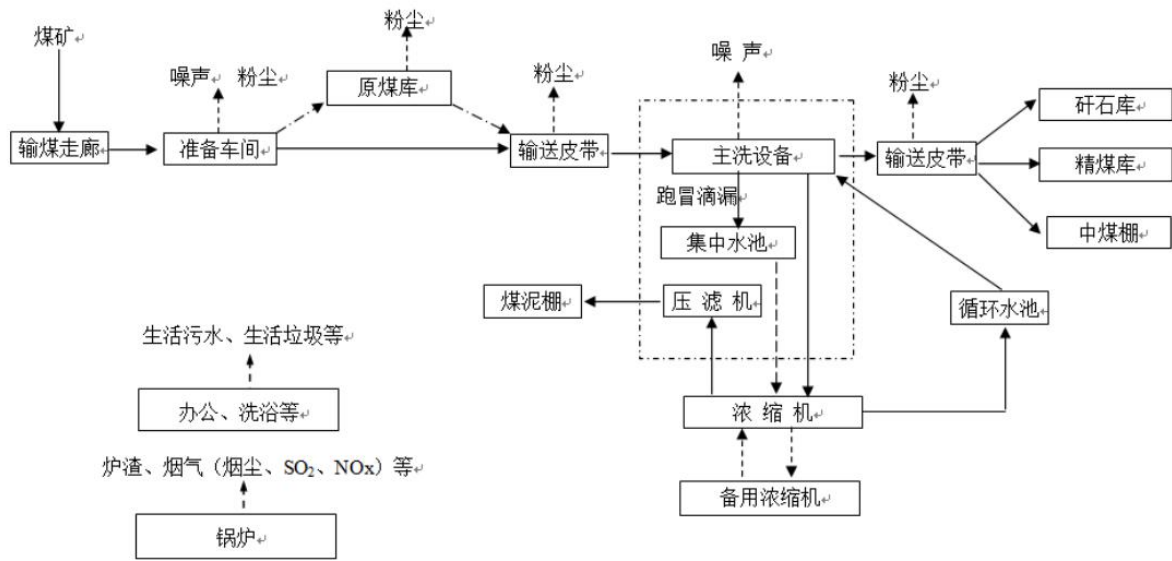 煤矿
输煤走廊
噪声 粉尘
准备车间
粉尘
原煤库
粉尘
输送皮带
噪 声
主洗设备
跑冒滴漏
集中水池
压 滤 机
煤泥棚
粉尘
输送皮带
矸石库
精煤库
中煤棚
循环水池
浓 缩 机
备用浓缩机
生活污水、生活垃圾等
办公、洗浴等
炉渣、烟气（烟尘、SO₂、NOx）等
锅炉